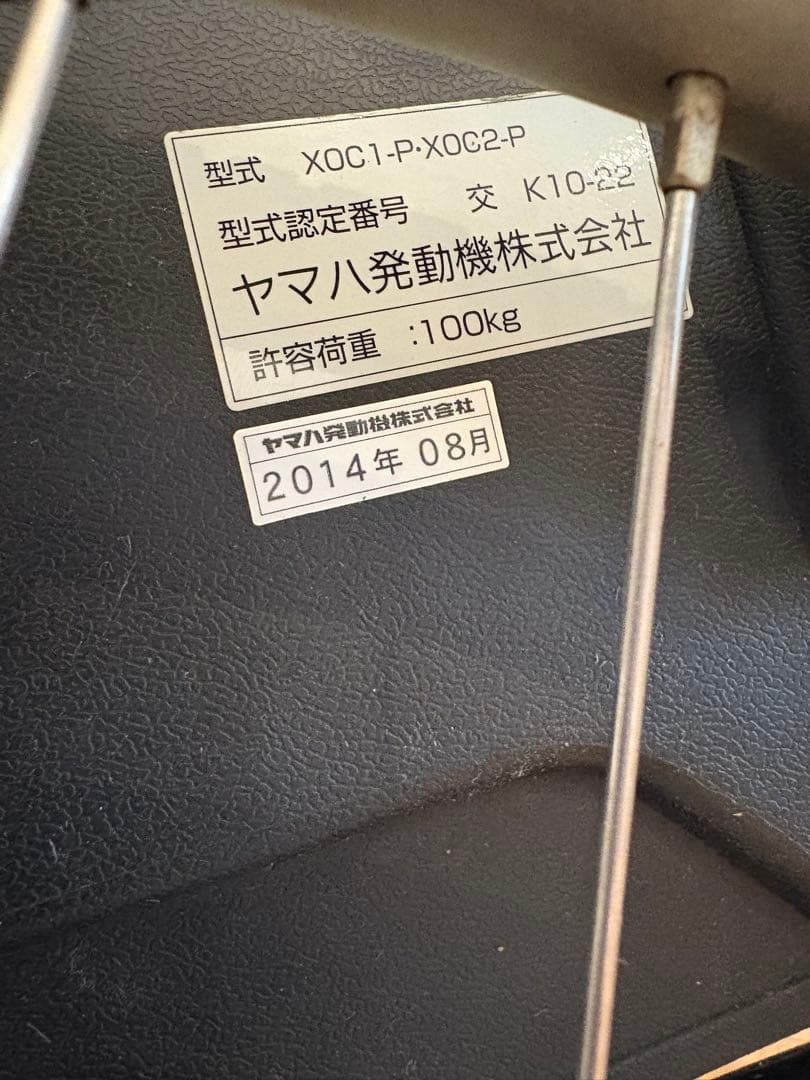 型式 X0C1-P・X0C2-P
型式認定番号 交 K10-22
ヤマハ発動機株式会社
許容荷重 :100kg
ヤマハ発動機株式会社
2014年 08月